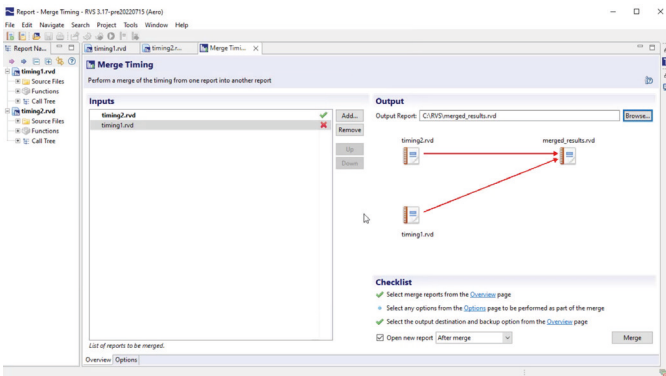 Report - Merge Timing - RVS 3.17-pre20220715 (Aero)
File Edit Navigate Search Project Tools Window Help
Report Na...
timing1.rvd
timing2.r...
Merge Timi...
timing1.rvd
Source Files
Functions
Call Tree
timing2.rvd
Source Files
Functions
Call Tree
Merge Timing
Perform a merge of the timing from one report into another report
Inputs
timing2.rvd
timing1.rvd
List of reports to be merged.
Add...
Remove
Up
Down
Output
Output Report: C:\RVS\merged_results.rvd Browse...
timing2.rvd merged_results.rvd
timing1.rvd
Checklist
Select merge reports from the Overview page
Select any options from the Options page to be performed as part of the merge
Select the output destination and backup option from the Overview page
Open new report After merge Merge
Overview Options